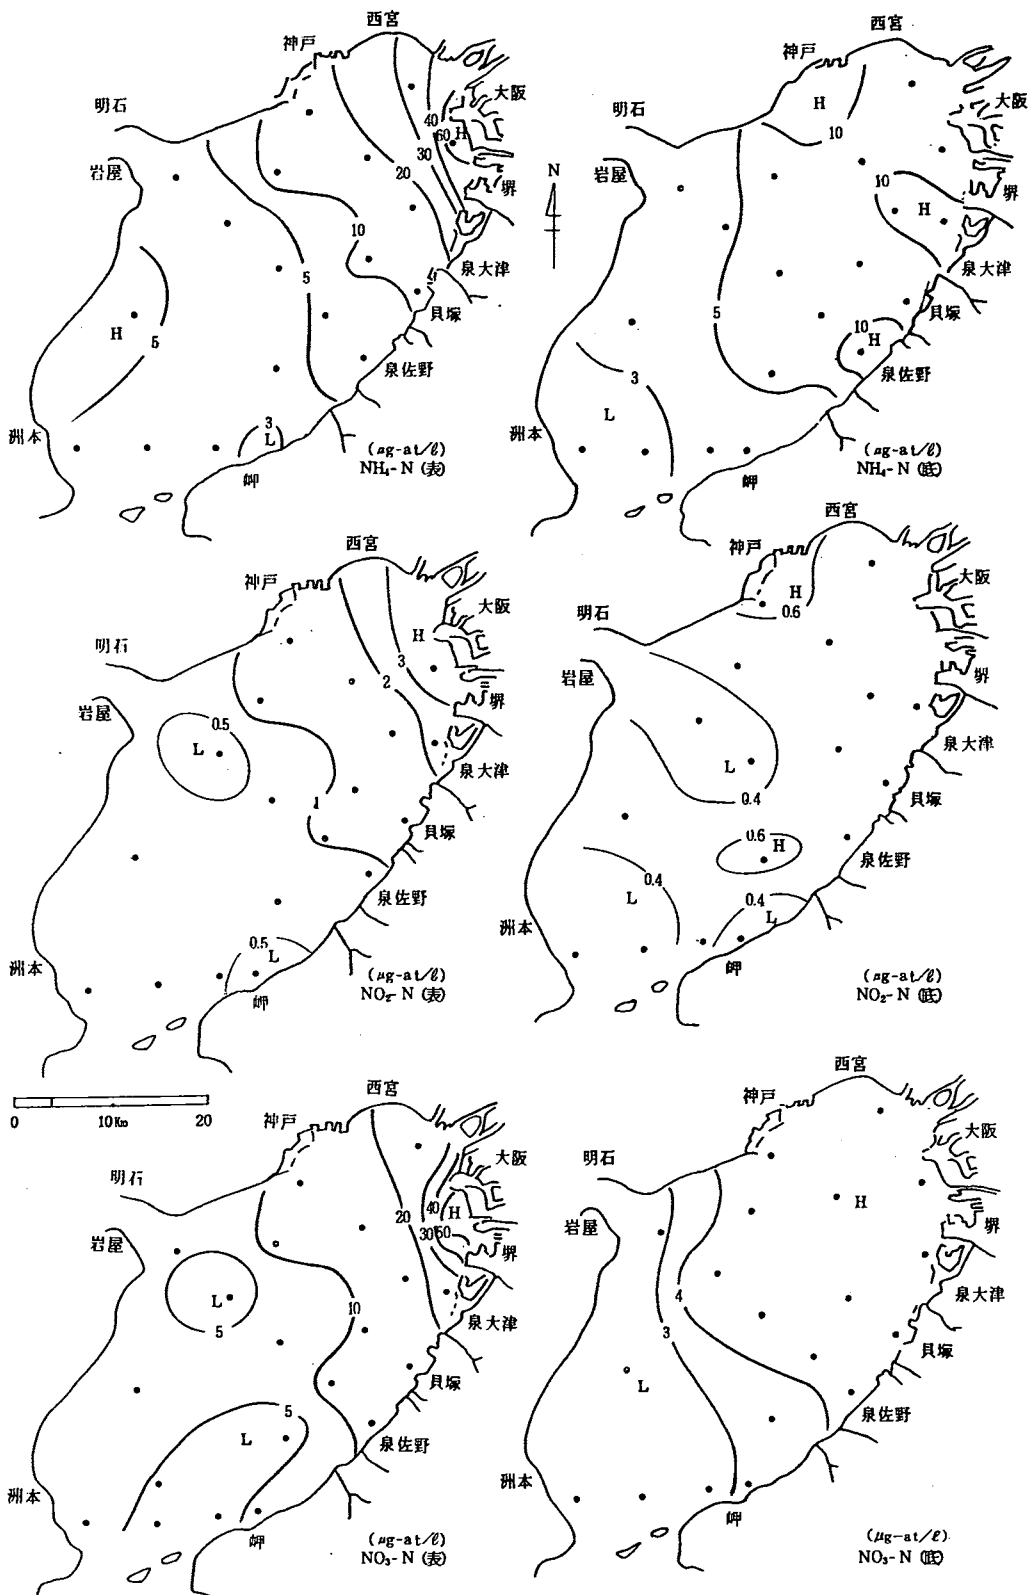 西宮
神戸
明石
大阪
40
60
H
30
20
岩屋
堺
10
泉大津
5
貝塚
H
5
泉佐野
3
L
洲本
岬
(μg-at/ℓ)
NH₄-N (表)
西宮
神戸
明石
大阪
H
10
岩屋
N
10
堺
H
泉大津
5
貝塚
10
H
3
泉佐野
L
洲本
岬
(μg-at/ℓ)
NH₄-N (底)
西宮
神戸
明石
大阪
H
3
2
岩屋
堺
0.5
L
泉大津
1
貝塚
泉佐野
0.5
L
洲本
岬
(μg-at/ℓ)
NO₂-N (表)
西宮
神戸
明石
大阪
H
0.6
岩屋
堺
L
泉大津
0.4
貝塚
0.6
H
泉佐野
0.4
L
0.4
L
洲本
岬
(μg-at/ℓ)
NO₂-N (底)
0 10Km 20
西宮
神戸
明石
大阪
40
H
20
30
50
岩屋
堺
L
5
10
泉大津
貝塚
5
L
泉佐野
洲本
岬
(μg-at/ℓ)
NO₃-N (表)
西宮
神戸
明石
大阪
H
岩屋
堺
4
泉大津
3
貝塚
L
泉佐野
洲本
岬
(μg-at/ℓ)
NO₃-N (底)